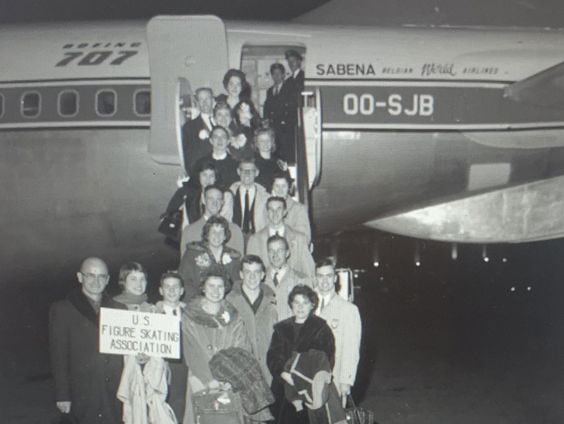 BOEING
707
SABENA BELGIAN World AIRLINES
OO-SJB
U.S.
FIGURE SKATING
ASSOCIATION